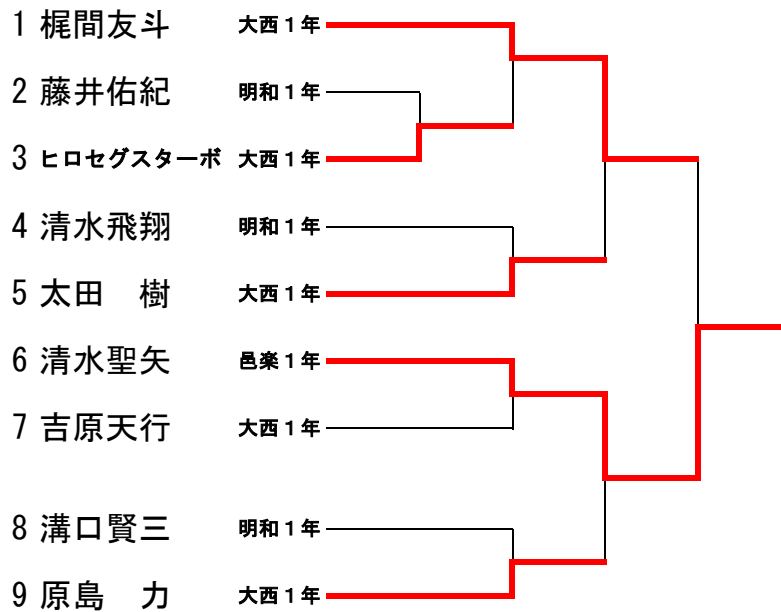 1 梶間友斗 大西１年
2 藤井佑紀 明和１年
3 ヒロセグスターボ 大西１年
4 清水飛翔 明和１年
5 太田　樹 大西１年
6 清水聖矢 邑楽１年
7 吉原天行 大西１年
8 溝口賢三 明和１年
9 原島　力 大西１年